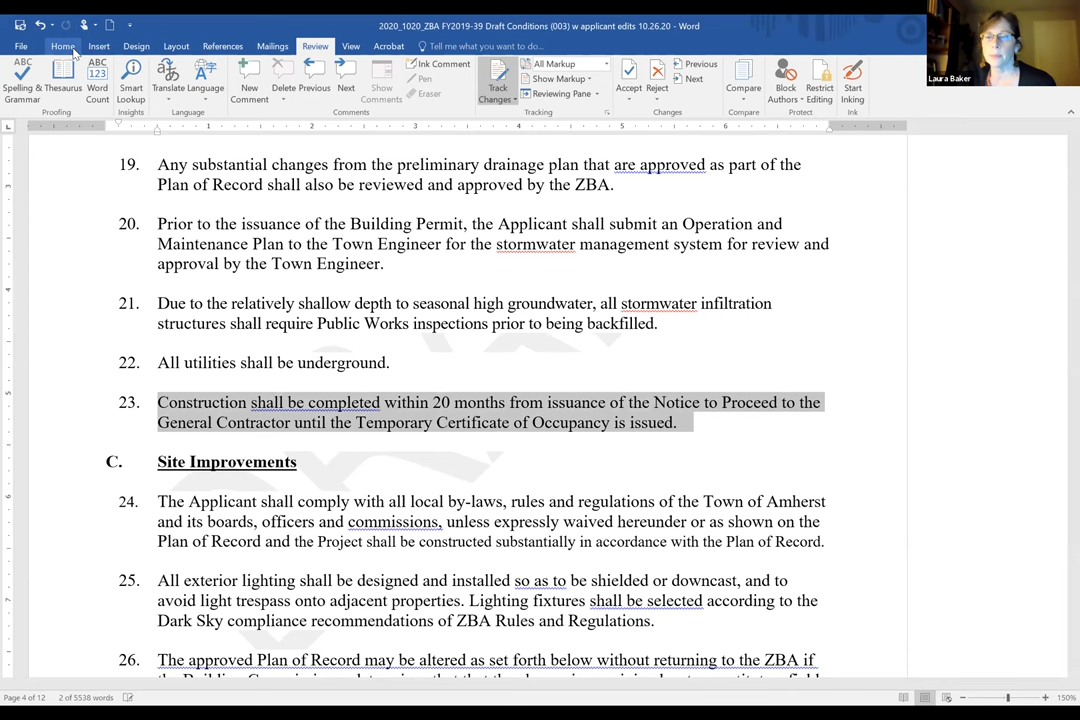 2020_1020_ZBA FY2019-39 Draft Conditions (003) w applicant edits 10.26.20 - Word
File Home Insert Design Layout References Mailings Review View Acrobat Tell me what you want to do...
Laura Baker
ABC ABC 123
Spelling & Grammar Thesaurus Word Count Smart Lookup Translate Language New Comment Delete Previous Next Show Comments Ink Comment Pen Eraser Track Changes All Markup Show Markup Reviewing Pane Accept Reject Previous Next Compare Block Authors Restrict Editing Start Inking
Proofing Insights Language Comments Tracking Changes Compare Protect Ink
1 2 3 4 5 6
19. Any substantial changes from the preliminary drainage plan that are approved as part of the
Plan of Record shall also be reviewed and approved by the ZBA.
20. Prior to the issuance of the Building Permit, the Applicant shall submit an Operation and
Maintenance Plan to the Town Engineer for the stormwater management system for review and
approval by the Town Engineer.
21. Due to the relatively shallow depth to seasonal high groundwater, all stormwater infiltration
structures shall require Public Works inspections prior to being backfilled.
22. All utilities shall be underground.
23. Construction shall be completed within 20 months from issuance of the Notice to Proceed to the
General Contractor until the Temporary Certificate of Occupancy is issued.
C. Site Improvements
24. The Applicant shall comply with all local by-laws, rules and regulations of the Town of Amherst
and its boards, officers and commissions, unless expressly waived hereunder or as shown on the
Plan of Record and the Project shall be constructed substantially in accordance with the Plan of Record.
25. All exterior lighting shall be designed and installed so as to be shielded or downcast, and to
avoid light trespass onto adjacent properties. Lighting fixtures shall be selected according to the
Dark Sky compliance recommendations of ZBA Rules and Regulations.
26. The approved Plan of Record may be altered as set forth below without returning to the ZBA if
Page 4 of 12 2 of 5538 words 150%